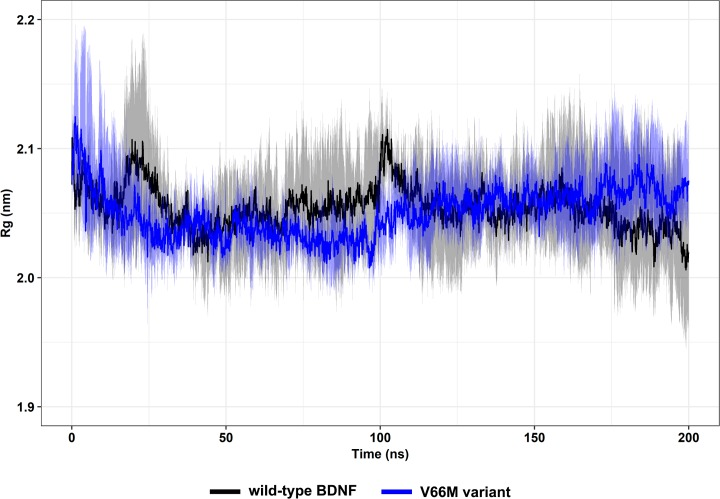 2.2
2.1
2.0
1.9
Rg (nm)
0 50 100 150 200
Time (ns)
wild-type BDNF V66M variant